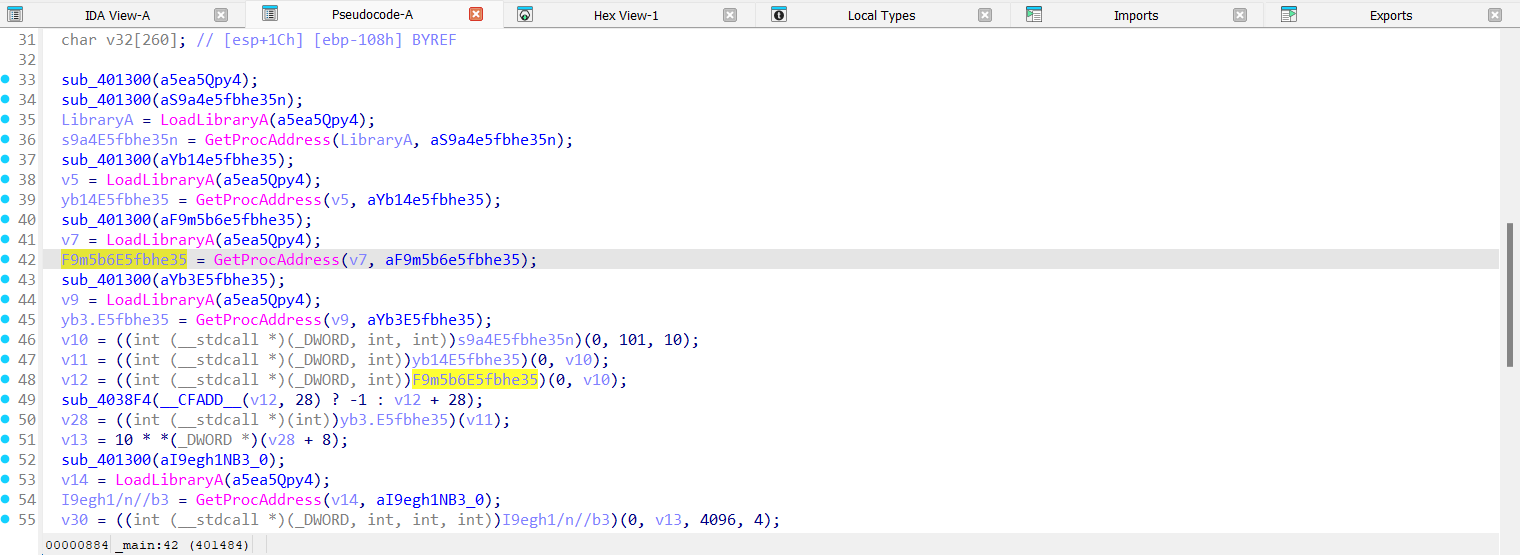 IDA View-A Pseudocode-A Hex View-1 Local Types Imports Exports
31 char v32[260]; // [esp+1Ch] [ebp-108h] BYREF
32
33 sub_401300(a5ea5Qpy4);
34 sub_401300(aS9a4e5fbhe35n);
35 LibraryA = LoadLibraryA(a5ea5Qpy4);
36 s9a4E5fbhe35n = GetProcAddress(LibraryA, aS9a4e5fbhe35n);
37 sub_401300(aYb14e5fbhe35);
38 v5 = LoadLibraryA(a5ea5Qpy4);
39 yb14E5fbhe35 = GetProcAddress(v5, aYb14e5fbhe35);
40 sub_401300(aF9m5b6e5fbhe35);
41 v7 = LoadLibraryA(a5ea5Qpy4);
42 F9m5b6E5fbhe35 = GetProcAddress(v7, aF9m5b6e5fbhe35);
43 sub_401300(aYb3E5fbhe35);
44 v9 = LoadLibraryA(a5ea5Qpy4);
45 yb3.E5fbhe35 = GetProcAddress(v9, aYb3E5fbhe35);
46 v10 = ((int (__stdcall *)(_DWORD, int, int))s9a4E5fbhe35n)(0, 101, 10);
47 v11 = ((int (__stdcall *)(_DWORD, int))yb14E5fbhe35)(0, v10);
48 v12 = ((int (__stdcall *)(_DWORD, int))F9m5b6E5fbhe35)(0, v10);
49 sub_4038F4(__CFADD__(v12, 28) ? -1 : v12 + 28);
50 v28 = ((int (__stdcall *)(int))yb3.E5fbhe35)(v11);
51 v13 = 10 * *(_DWORD *)(v28 + 8);
52 sub_401300(aI9egh1NB3_0);
53 v14 = LoadLibraryA(a5ea5Qpy4);
54 I9egh1/n//b3 = GetProcAddress(v14, aI9egh1NB3_0);
55 v30 = ((int (__stdcall *)(_DWORD, int, int, int))I9egh1/n//b3)(0, v13, 4096, 4);
00000884 _main:42 (401484)